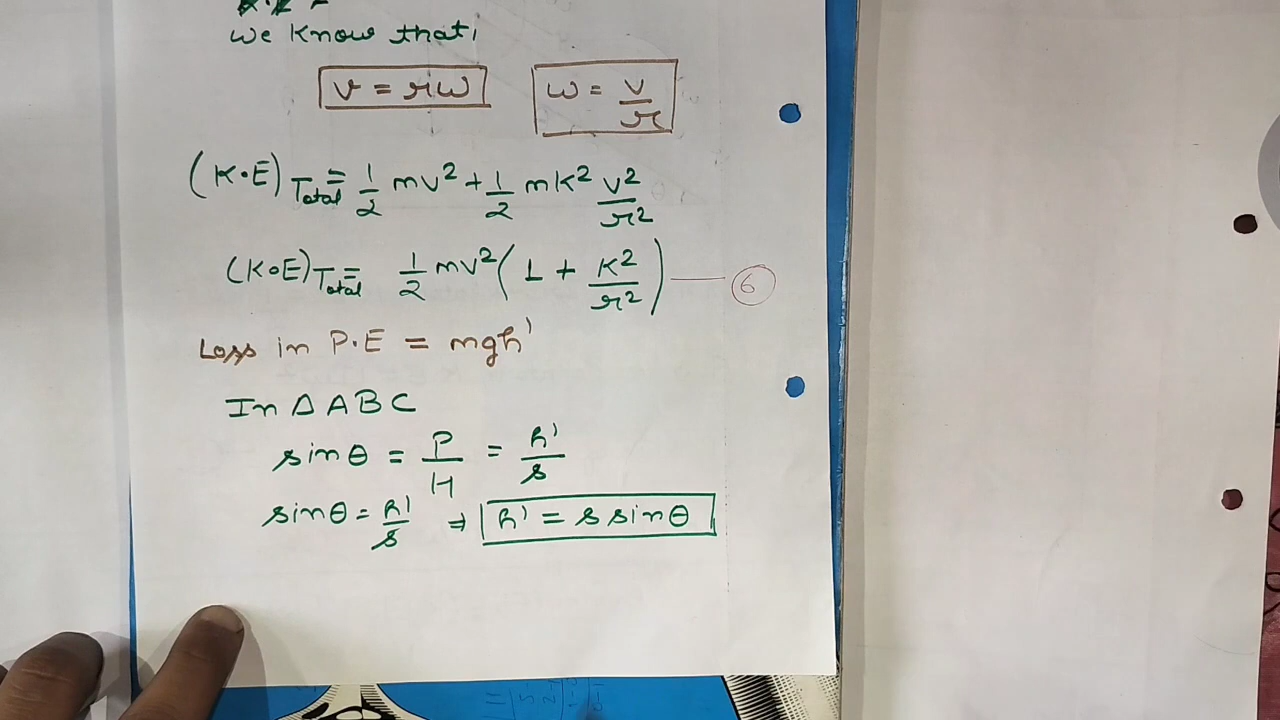 we know that,
v = rω ω = v/r
(K.E)Total = 1/2 mv² + 1/2 mK² v²/r²
(K.E)Total = 1/2 mv² (1 + K²/r²) — 6
Loss in P.E = mgh'
In Δ ABC
sinθ = P/H = h'/s
sinθ = h'/s ⇒ h' = s sinθ